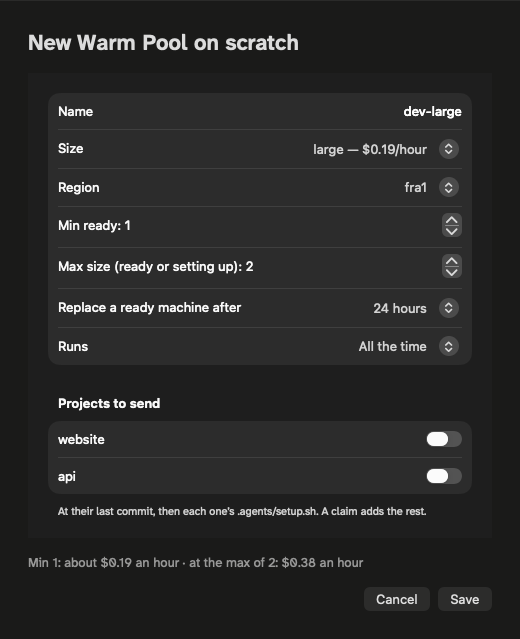 New Warm Pool on scratch
Name dev-large
Size large — $0.19/hour
Region fra1
Min ready: 1
Max size (ready or setting up): 2
Replace a ready machine after 24 hours
Runs All the time
Projects to send
website
api
At their last commit, then each one's .agents/setup.sh. A claim adds the rest.
Min 1: about $0.19 an hour · at the max of 2: $0.38 an hour
Cancel Save